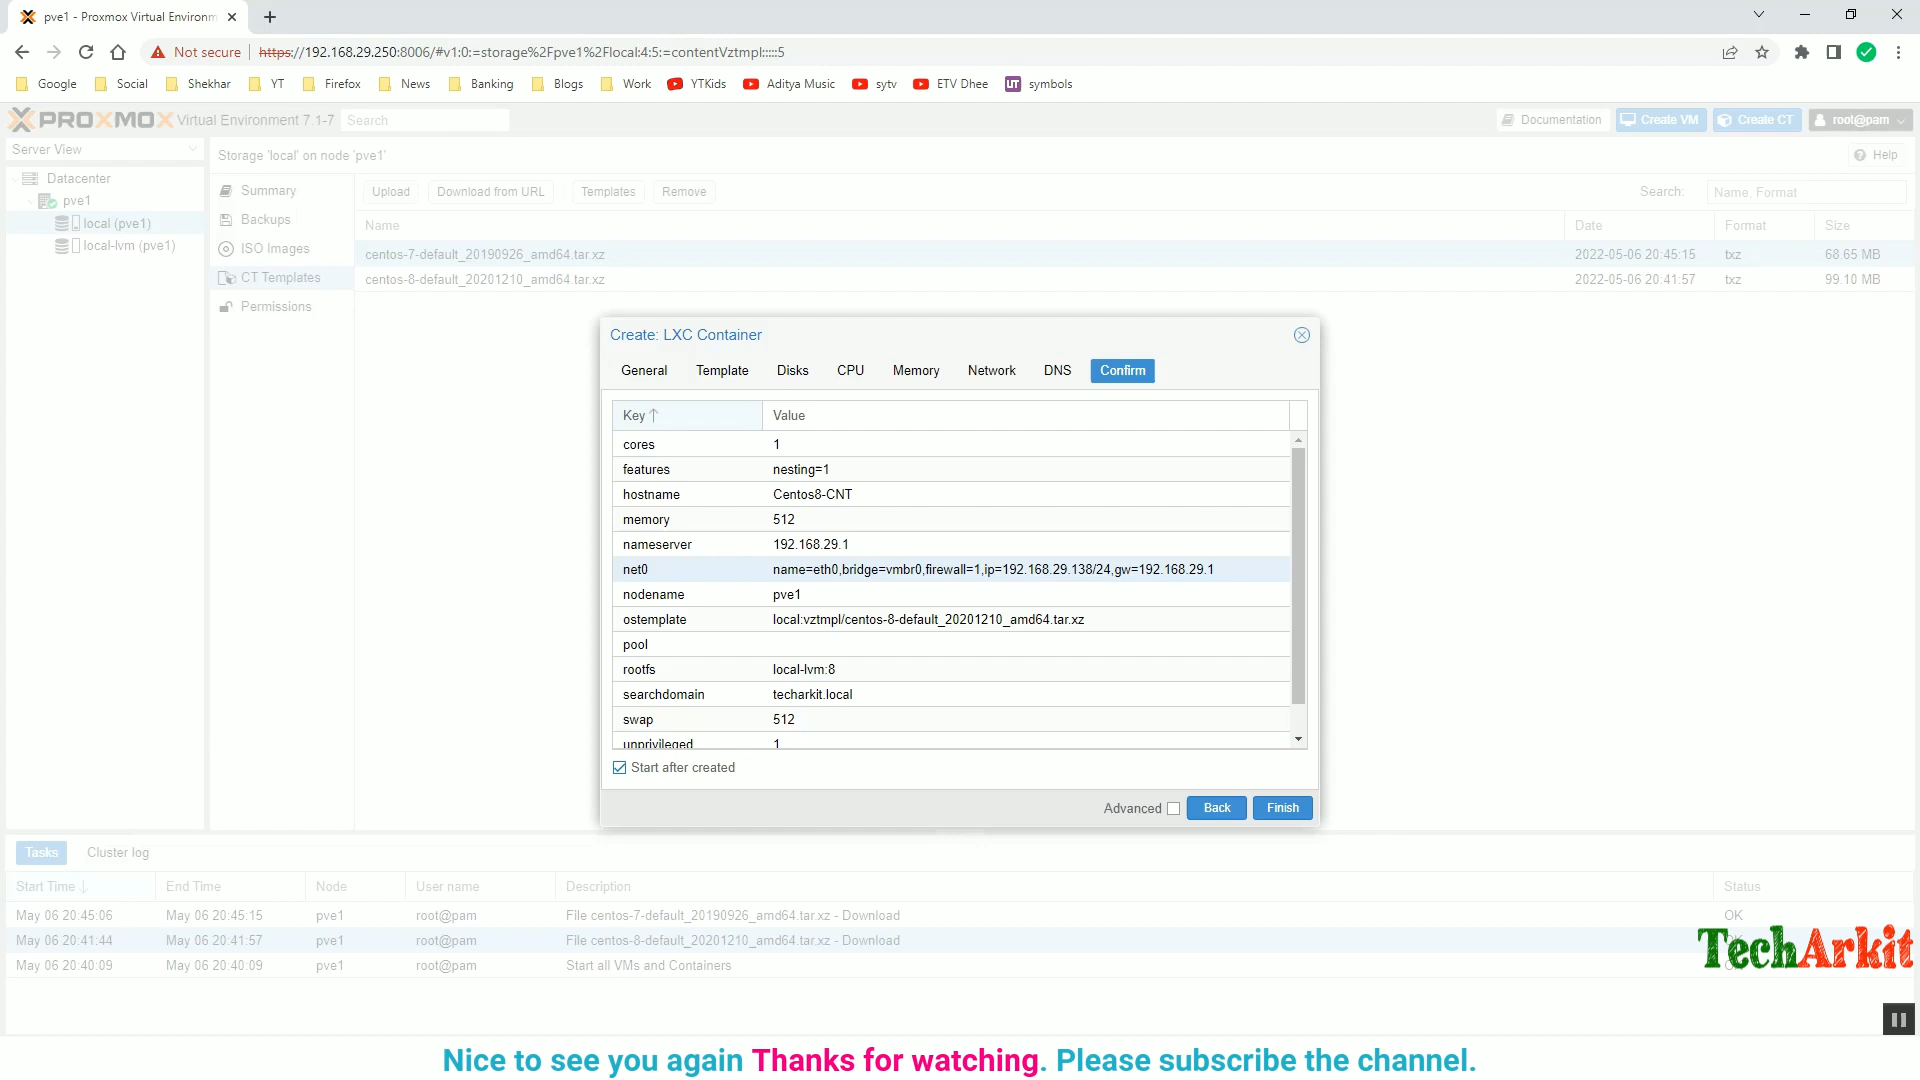 pve1 - Proxmox Virtual Environm
Not secure https://192.168.29.250:8006/#v1:0:=storage%2Fpve1%2Flocal:4:5:=contentVztmpl:::::5
Google Social Shekhar YT Firefox News Banking Blogs Work YTKids Aditya Music sytv ETV Dhee UT symbols
PROXMOX Virtual Environment 7.1-7 Search Documentation Create VM Create CT root@pam
Server View
Storage 'local' on node 'pve1' Help
Datacenter
pve1
local (pve1)
local-lvm (pve1)
Summary
Backups
ISO Images
CT Templates
Permissions
Upload Download from URL Templates Remove Search: Name, Format
Name Date Format Size
centos-7-default_20190926_amd64.tar.xz 2022-05-06 20:45:15 txz 68.65 MB
centos-8-default_20201210_amd64.tar.xz 2022-05-06 20:41:57 txz 99.10 MB
Create: LXC Container
General Template Disks CPU Memory Network DNS Confirm
Key Value
cores 1
features nesting=1
hostname Centos8-CNT
memory 512
nameserver 192.168.29.1
net0 name=eth0,bridge=vmbr0,firewall=1,ip=192.168.29.138/24,gw=192.168.29.1
nodename pve1
ostemplate local:vztmpl/centos-8-default_20201210_amd64.tar.xz
pool
rootfs local-lvm:8
searchdomain techarkit.local
swap 512
unprivileged 1
Start after created
Advanced Back Finish
Tasks Cluster log
Start Time End Time Node User name Description Status
May 06 20:45:06 May 06 20:45:15 pve1 root@pam File centos-7-default_20190926_amd64.tar.xz - Download OK
May 06 20:41:44 May 06 20:41:57 pve1 root@pam File centos-8-default_20201210_amd64.tar.xz - Download
May 06 20:40:09 May 06 20:40:09 pve1 root@pam Start all VMs and Containers
TechArkit
Nice to see you again Thanks for watching. Please subscribe the channel.